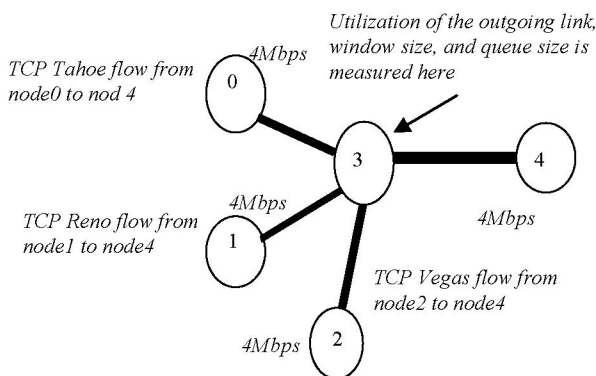 Utilization of the outgoing link,
window size, and queue size is
measured here
4Mbps
TCP Tahoe flow from
node0 to nod 4
0
3
4
4Mbps
TCP Reno flow from
node1 to node4
1
4Mbps
TCP Vegas flow from
node2 to node4
2
4Mbps